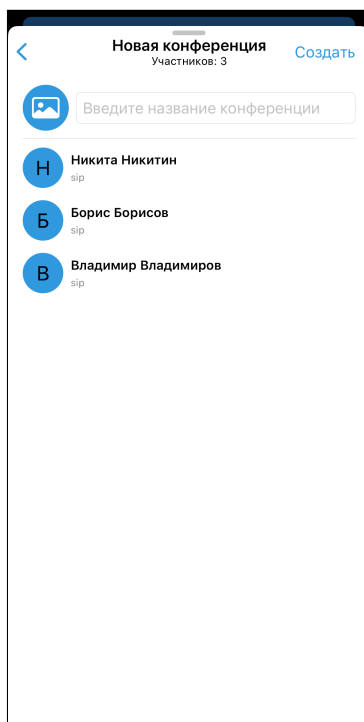 Новая конференция
Участников: 3
Создать
Введите название конференции
Н
Никита Никитин
sip
Б
Борис Борисов
sip
В
Владимир Владимиров
sip